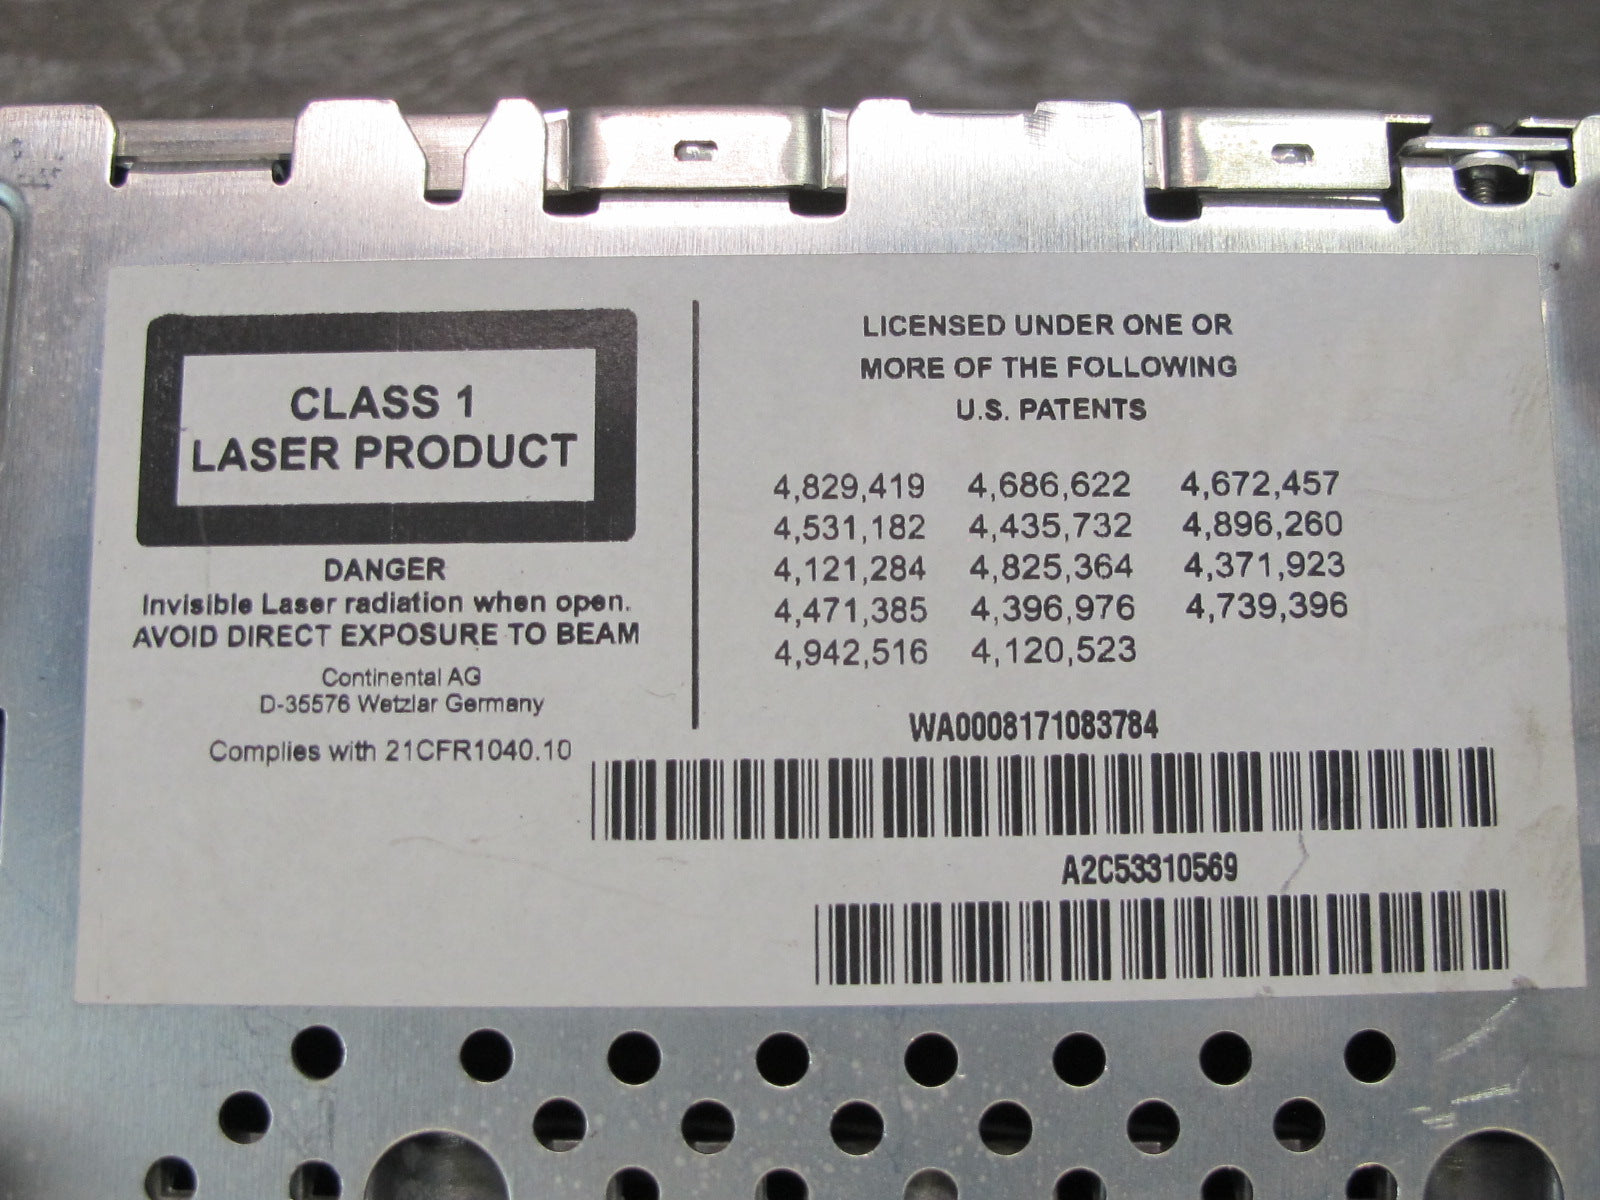 CLASS 1
LASER PRODUCT
DANGER
Invisible Laser radiation when open.
AVOID DIRECT EXPOSURE TO BEAM
Continental AG
D-35576 Wetzlar Germany
Complies with 21CFR1040.10
LICENSED UNDER ONE OR
MORE OF THE FOLLOWING
U.S. PATENTS
4,829,419 4,686,622 4,672,457
4,531,182 4,435,732 4,896,260
4,121,284 4,825,364 4,371,923
4,471,385 4,396,976 4,739,396
4,942,516 4,120,523
WA0008171083784
A2C53310569